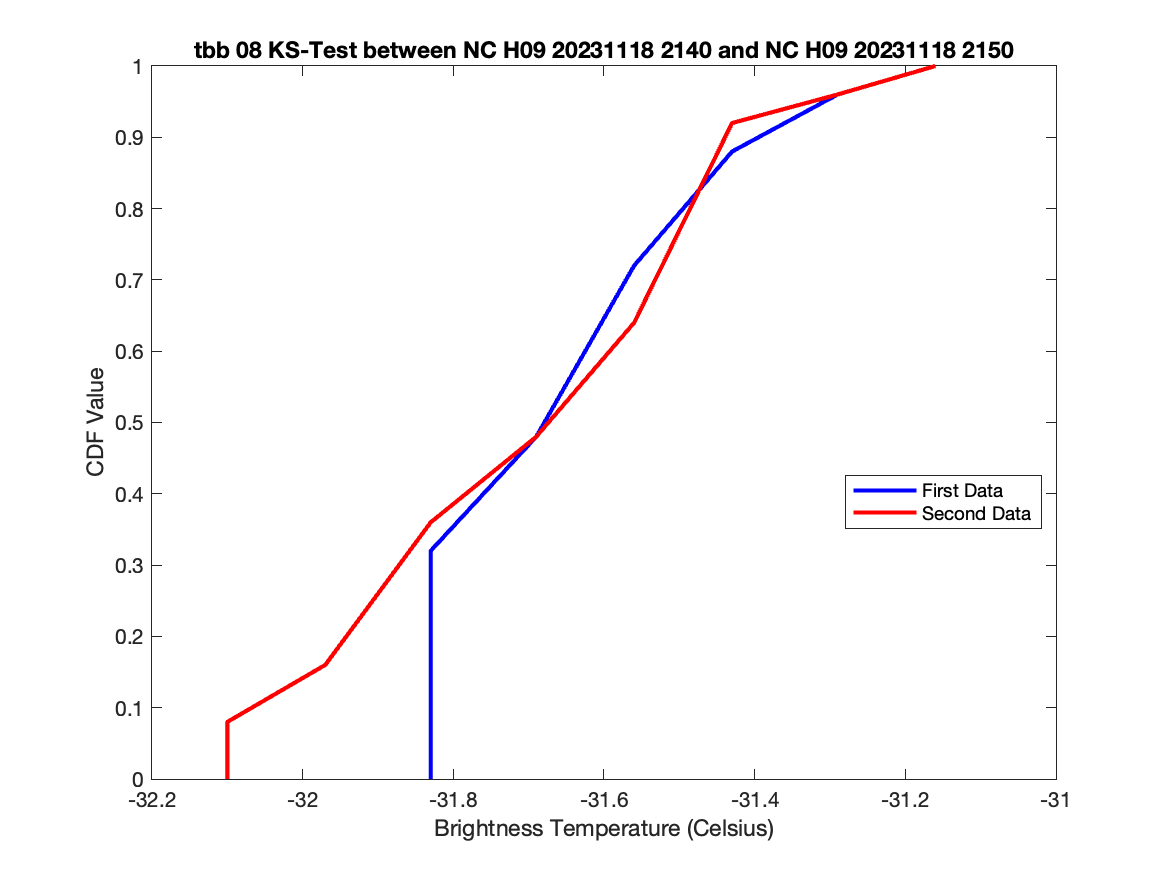 tbb 08 KS-Test between NC H09 20231118 2140 and NC H09 20231118 2150
1
0.9
0.8
0.7
0.6
0.5
0.4
0.3
0.2
0.1
0
CDF Value
First Data
Second Data
-32.2 -32 -31.8 -31.6 -31.4 -31.2 -31
Brightness Temperature (Celsius)